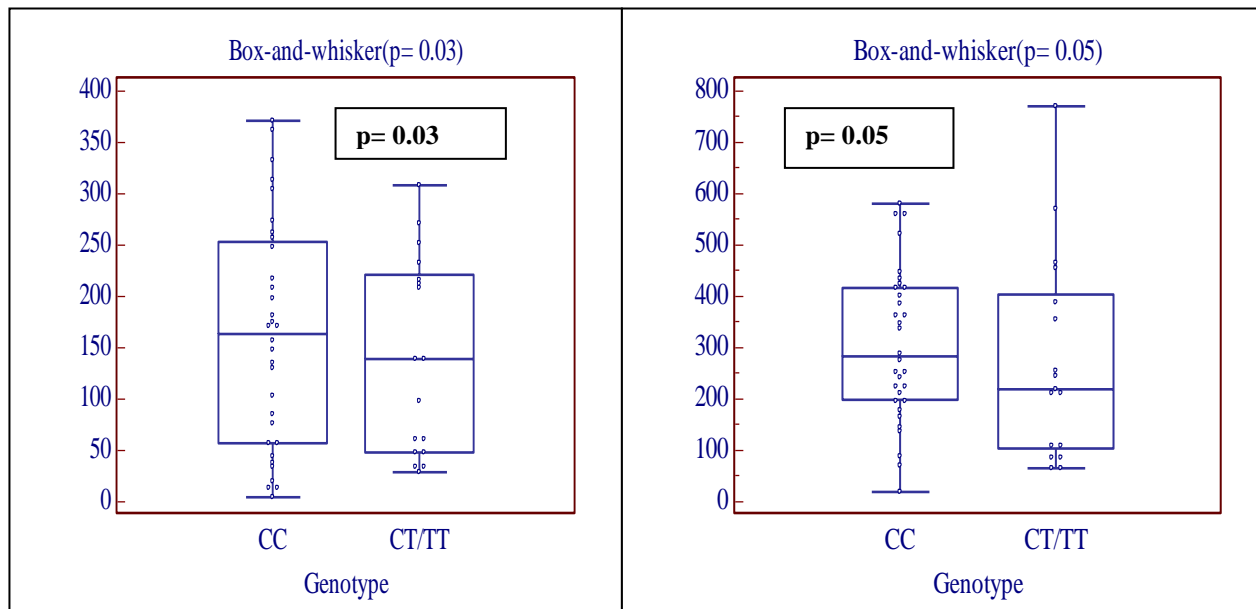 Box-and-whisker(p= 0.03)
p= 0.03
400
350
300
250
200
150
100
50
0
CC CT/TT
Genotype
Box-and-whisker(p= 0.05)
p= 0.05
800
700
600
500
400
300
200
100
0
CC CT/TT
Genotype